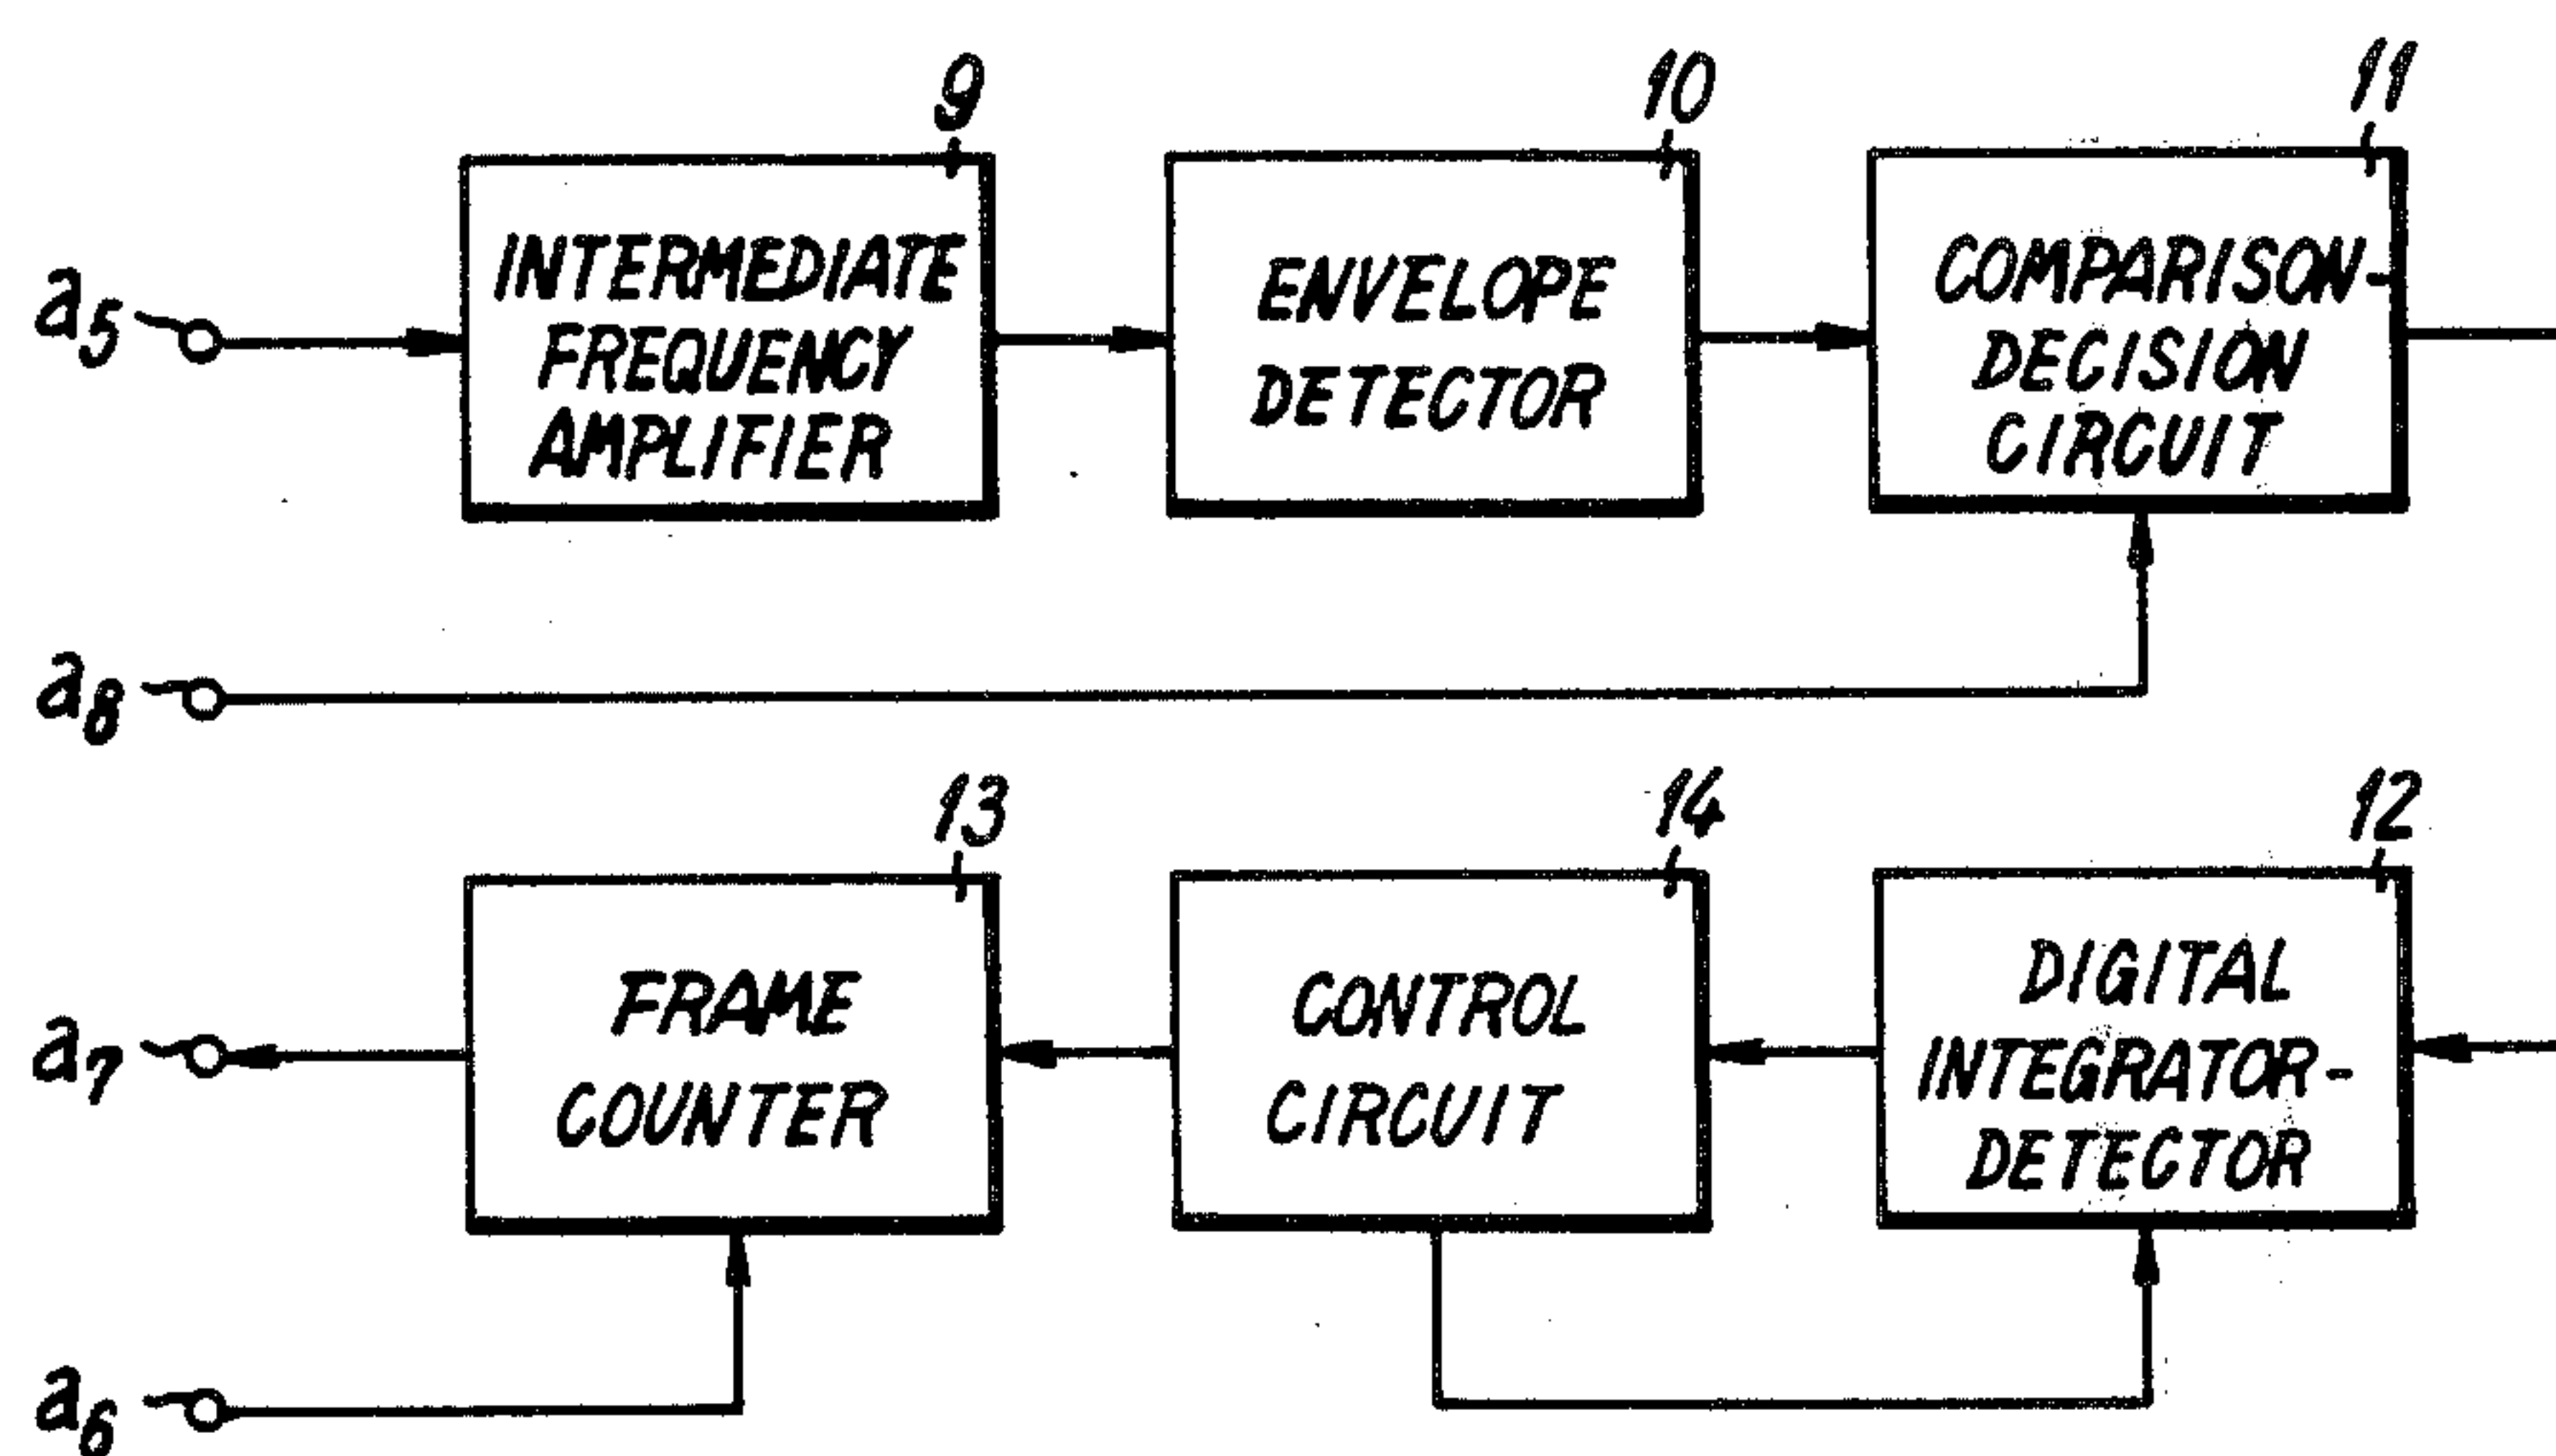 9
10
11
INTERMEDIATE
FREQUENCY
AMPLIFIER
ENVELOPE
DETECTOR
COMPARISON-
DECISION
CIRCUIT
a5
a8
13
14
12
FRAME
COUNTER
CONTROL
CIRCUIT
DIGITAL
INTEGRATOR-
DETECTOR
a7
a6